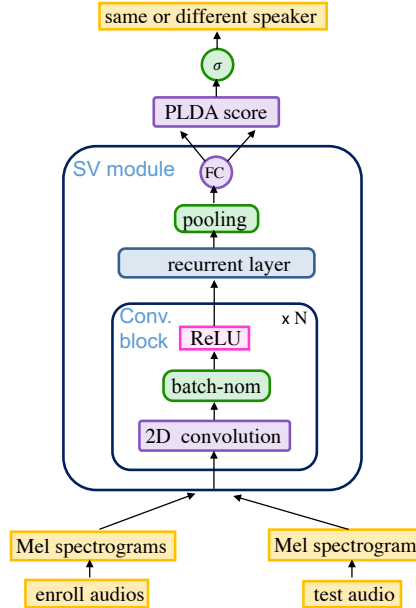 same or different speaker
σ
PLDA score
SV module
FC
pooling
recurrent layer
Conv.
block
x N
ReLU
batch-nom
2D convolution
Mel spectrograms
Mel spectrogram
enroll audios
test audio